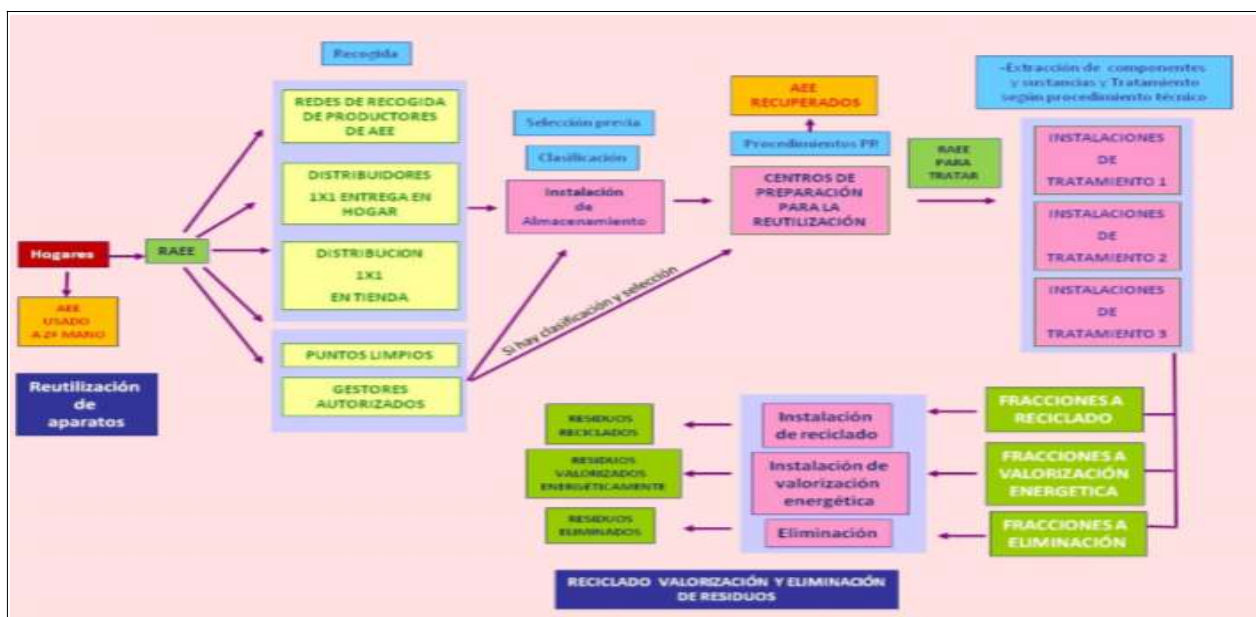 Recogida
REDES DE RECOGIDA
DE PRODUCTORES
DE AEE
DISTRIBUIDORES
1X1 ENTREGA EN
HOGAR
DISTRIBUCION
1X1
EN TIENDA
PUNTOS LIMPIOS
GESTORES
AUTORIZADOS
Hogares
RAEE
AEE
USADO
A 2ª MANO
Reutilización
de
aparatos
Selección previa
Clasificación
Instalación
de
Almacenamiento
Si hay clasificación y selección
AEE
RECUPERADOS
Procedimientos PR
CENTROS DE
PREPARACIÓN
PARA LA
REUTILIZACIÓN
RAEE
PARA
TRATAR
-Extracción de componentes
y sustancias y Tratamiento
según procedimiento técnico
INSTALACIONES
DE
TRATAMIENTO 1
INSTALACIONES
DE
TRATAMIENTO 2
INSTALACIONES
DE
TRATAMIENTO 3
FRACCIONES A
RECICLADO
FRACCIONES A
VALORIZACIÓN
ENERGETICA
FRACCIONES A
ELIMINACIÓN
Instalación
de reciclado
Instalación de
valorización
energética
Eliminación
RESIDUOS
RECICLADOS
RESIDUOS
VALORIZADOS
ENERGÉTICAMENTE
RESIDUOS
ELIMINADOS
RECICLADO VALORIZACIÓN Y ELIMINACIÓN
DE RESIDUOS